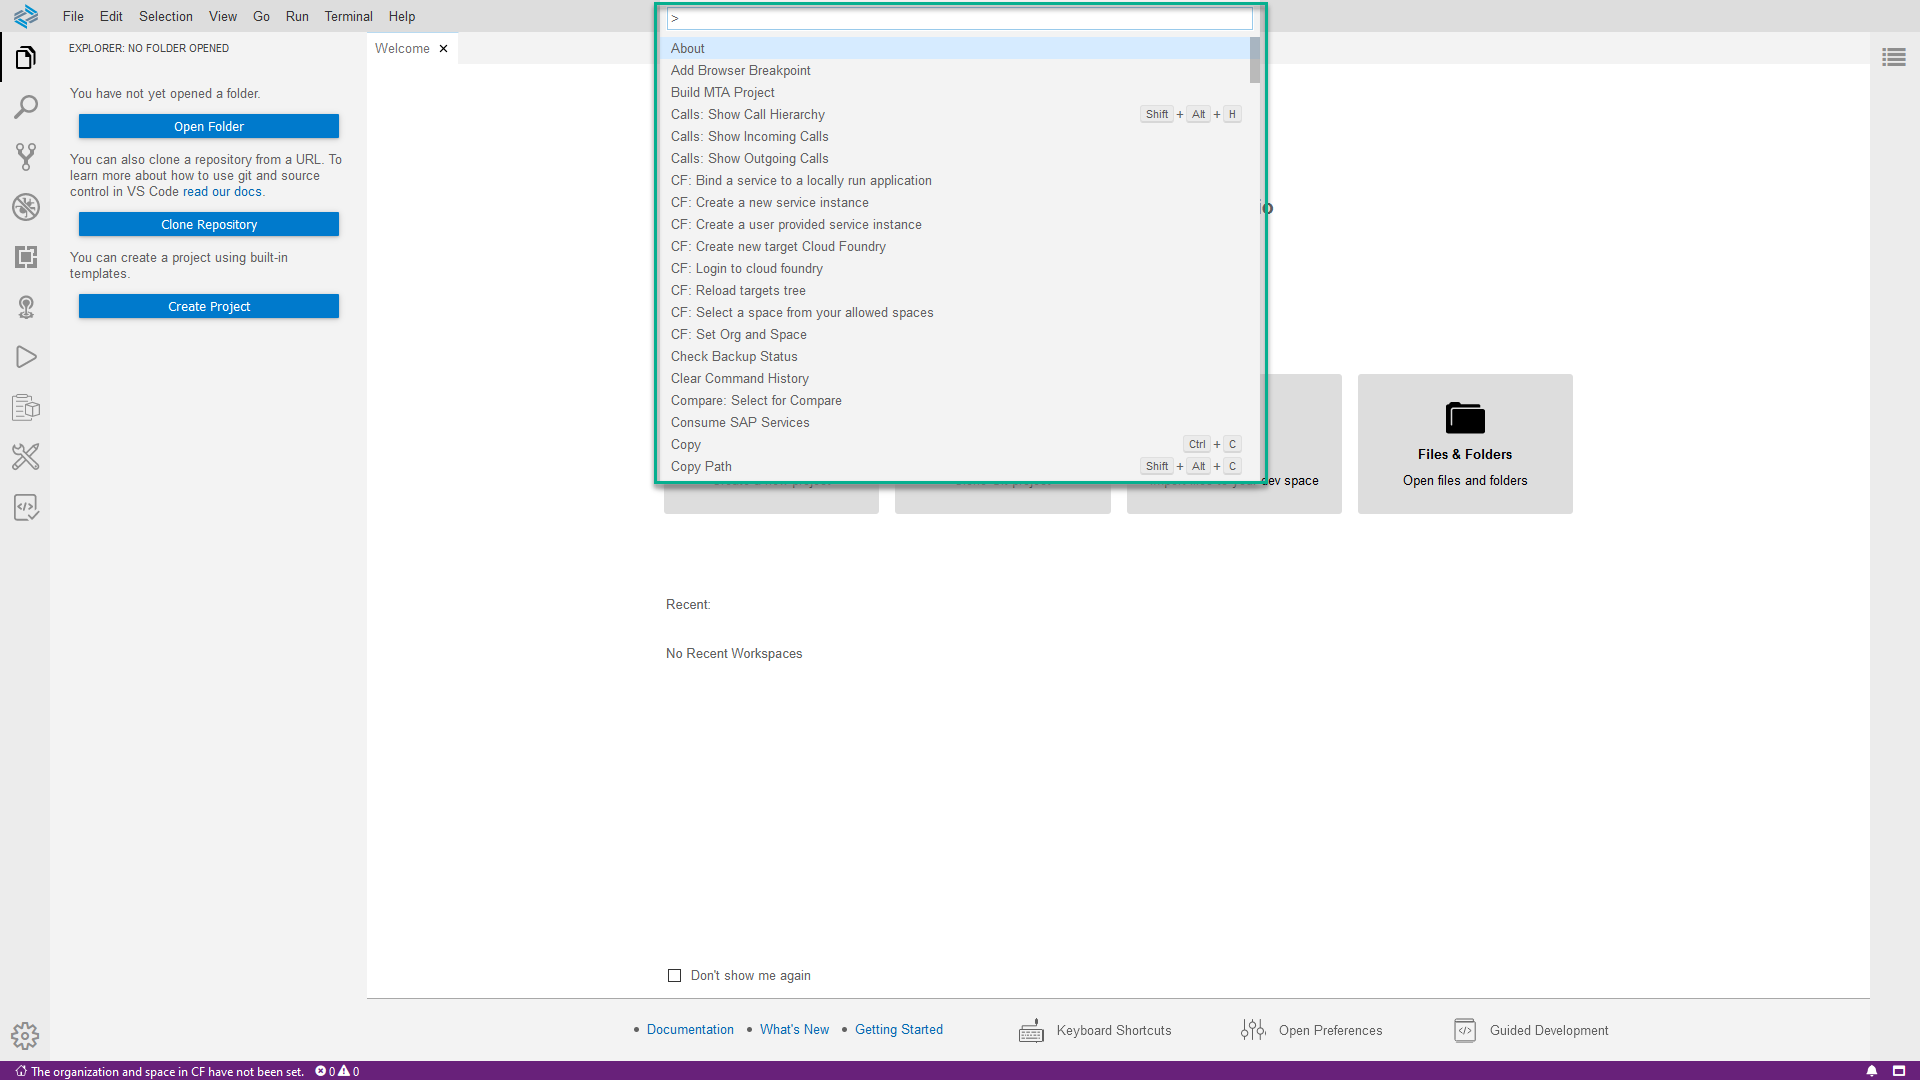 File Edit Selection View Go Run Terminal Help
>
EXPLORER: NO FOLDER OPENED
Welcome
You have not yet opened a folder.
Open Folder
You can also clone a repository from a URL. To
learn more about how to use git and source
control in VS Code read our docs.
Clone Repository
You can create a project using built-in
templates.
Create Project
About
Add Browser Breakpoint
Build MTA Project
Calls: Show Call Hierarchy Shift + Alt + H
Calls: Show Incoming Calls
Calls: Show Outgoing Calls
CF: Bind a service to a locally run application
CF: Create a new service instance
CF: Create a user provided service instance
CF: Create new target Cloud Foundry
CF: Login to cloud foundry
CF: Reload targets tree
CF: Select a space from your allowed spaces
CF: Set Org and Space
Check Backup Status
Clear Command History
Compare: Select for Compare
Consume SAP Services
Copy Ctrl + C
Copy Path Shift + Alt + C
dev space
Files & Folders
Open files and folders
Recent:
No Recent Workspaces
Don't show me again
• Documentation • What's New • Getting Started
Keyboard Shortcuts
Open Preferences
Guided Development
The organization and space in CF have not been set. 0 0